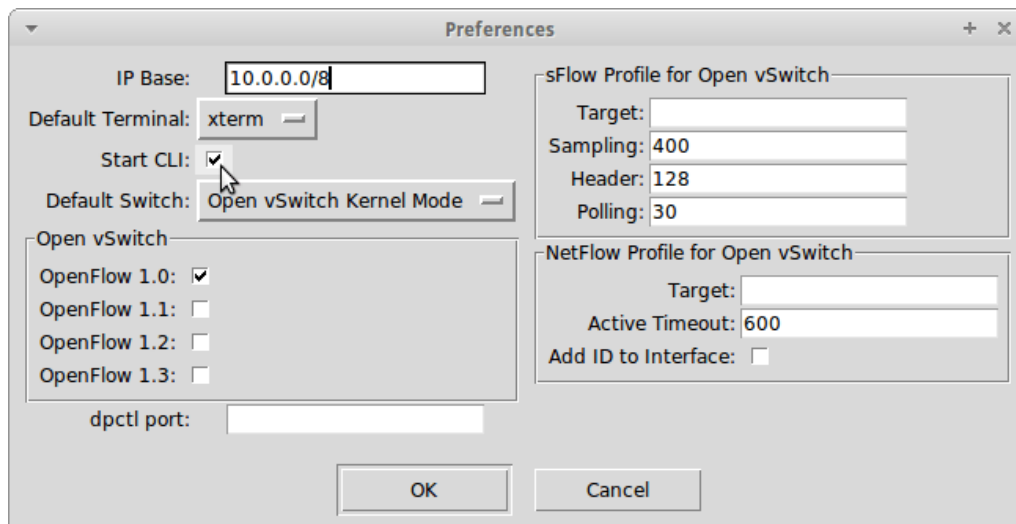 Preferences
IP Base: 10.0.0.0/8
Default Terminal: xterm
Start CLI:
Default Switch: Open vSwitch Kernel Mode
Open vSwitch
OpenFlow 1.0:
OpenFlow 1.1:
OpenFlow 1.2:
OpenFlow 1.3:
dpctl port:
sFlow Profile for Open vSwitch
Target:
Sampling: 400
Header: 128
Polling: 30
NetFlow Profile for Open vSwitch
Target:
Active Timeout: 600
Add ID to Interface:
OK
Cancel